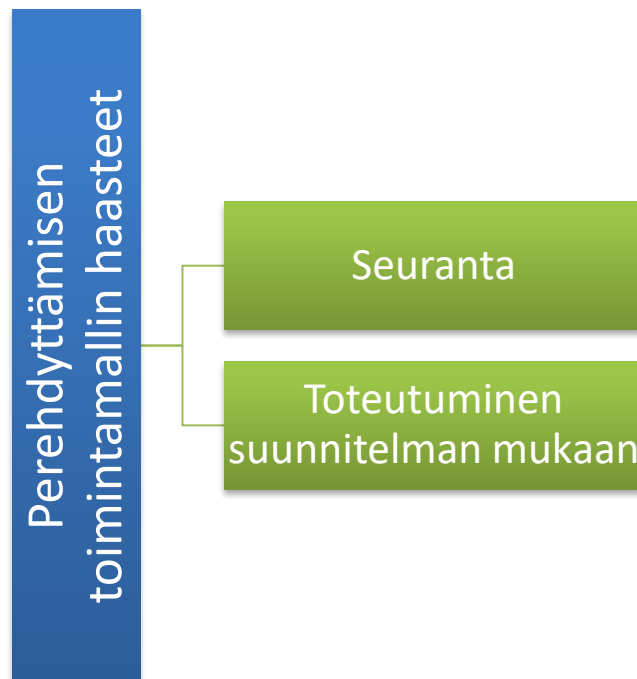 Perehdyttämisen
toimintamallin haasteet
Seuranta
Toteutuminen
suunnitelman mukaan